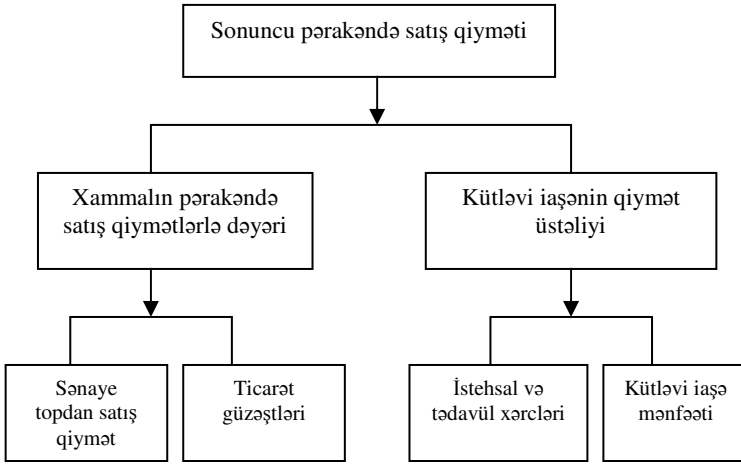 Sonuncu pərakəndə satış qiyməti
Xammalın pərakəndə
satış qiymətlərlə dəyəri
Kütləvi iaşənin qiymət
üstəliyi
Sənaye
topdan satış
qiymət
Ticarət
güzəştləri
İstehsal və
tədavül xərcləri
Kütləvi iaşə
mənfəəti